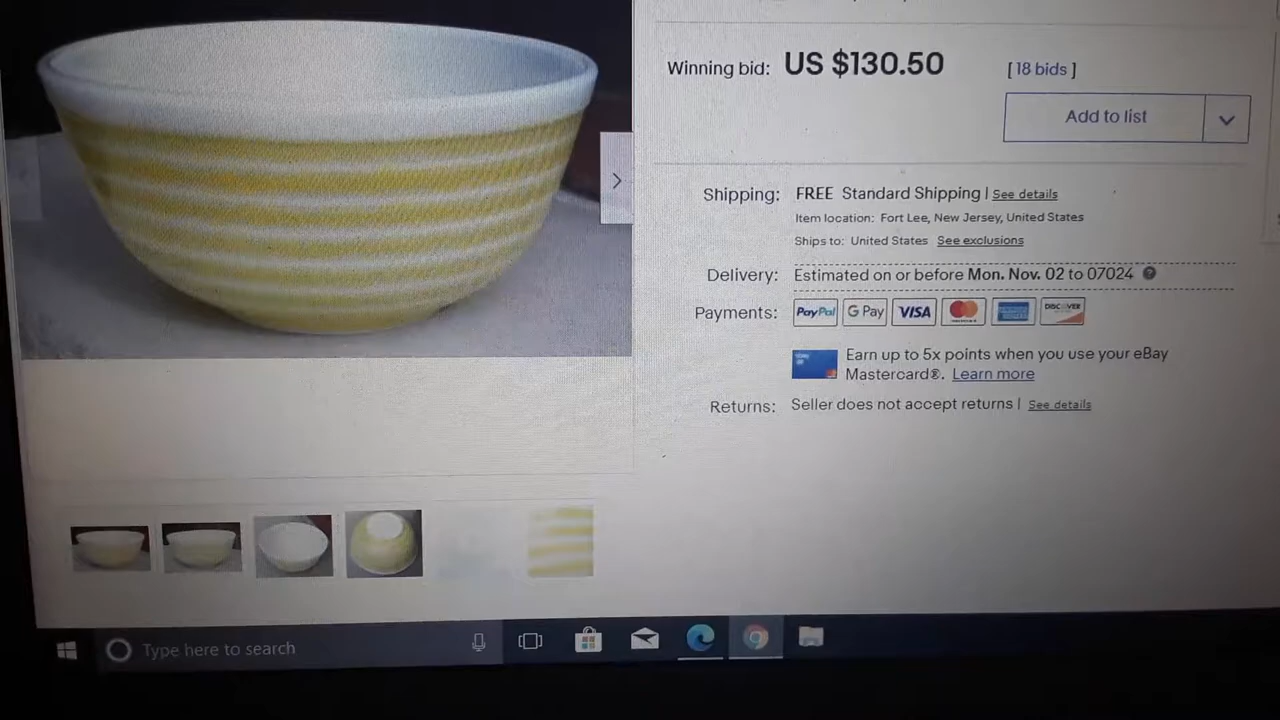 Winning bid: US $130.50 [ 18 bids ]
Add to list
Shipping: FREE Standard Shipping | See details
Item location: Fort Lee, New Jersey, United States
Ships to: United States See exclusions
Delivery: Estimated on or before Mon. Nov. 02 to 07024 ?
Payments: PayPal G Pay VISA DISCOVER
Earn up to 5x points when you use your eBay
Mastercard®. Learn more
Returns: Seller does not accept returns | See details
Type here to search